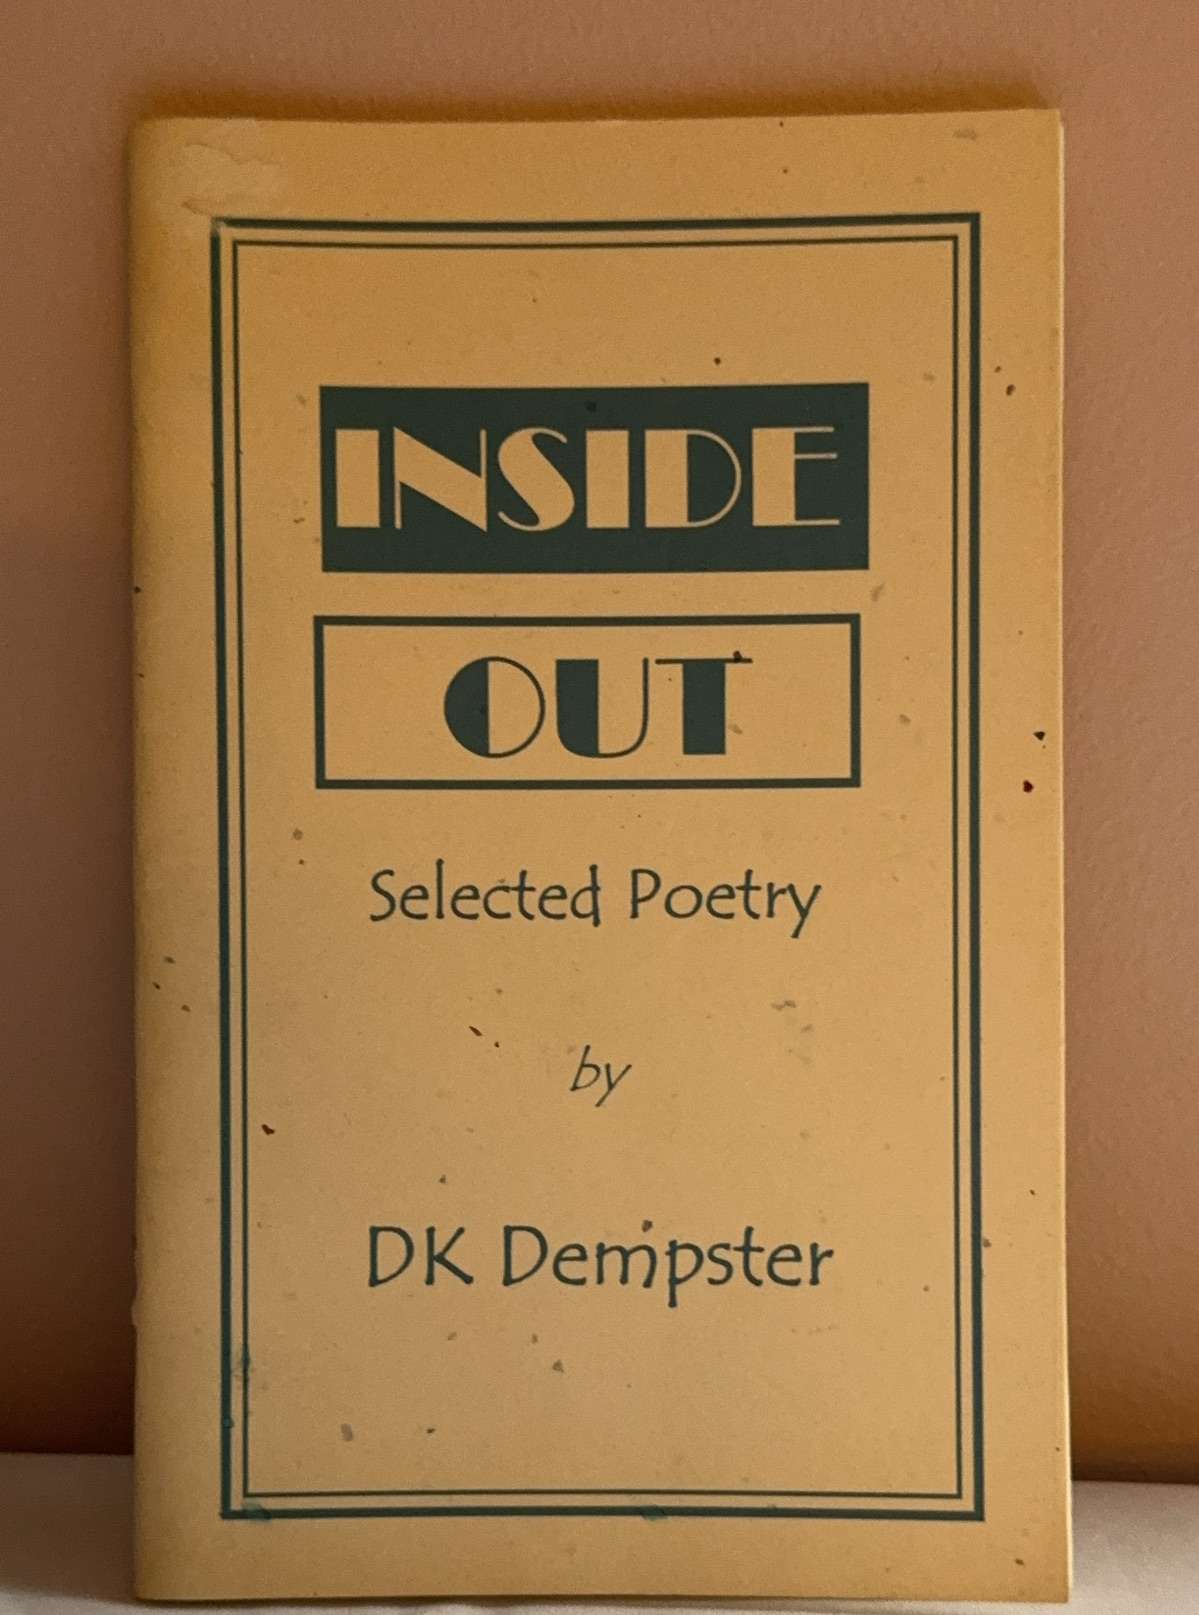 INSIDE
OUT
Selected Poetry
by
DK Dempster